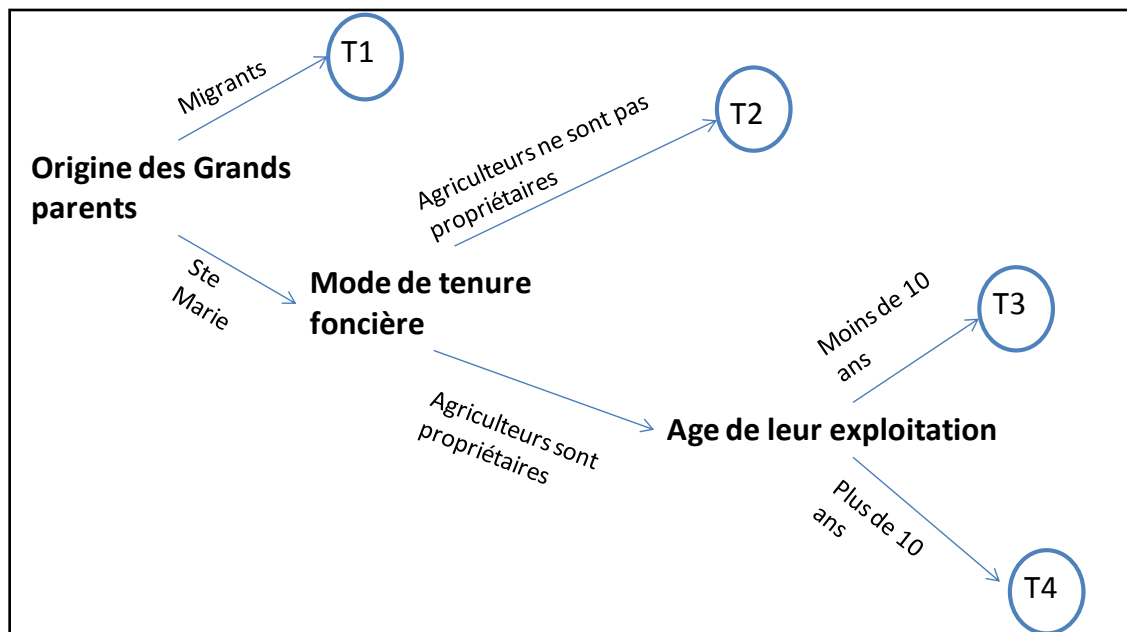 T1
Migrants
Origine des Grands
parents
T2
Agriculteurs ne sont pas
propriétaires
Ste
Marie
Mode de tenure
foncière
T3
Moins de 10
ans
Agriculteurs sont
propriétaires
Age de leur exploitation
Plus de 10
ans
T4